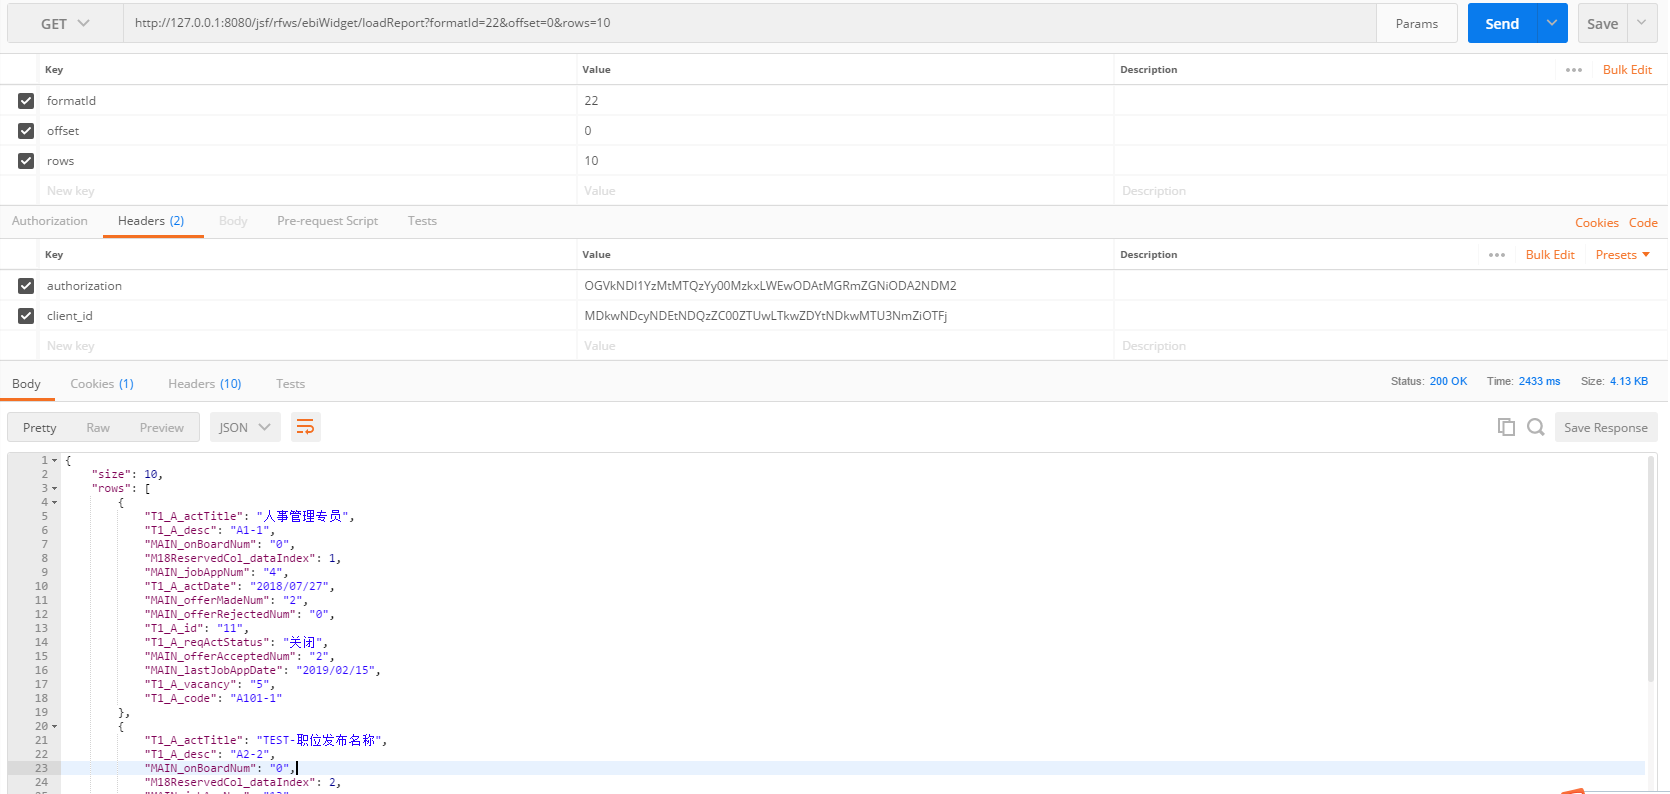 GET http://127.0.0.1:8080/jsf/rfws/ebiWidget/loadReport?formatId=22&offset=0&rows=10 Params Send Save
Key Value Description Bulk Edit
formatId 22
offset 0
rows 10
New key Value Description
Authorization Headers (2) Body Pre-request Script Tests Cookies Code
Key Value Description Bulk Edit Presets
authorization OGVkNDI1YzMtMTQzYy00MzkxLWEwODAtMGRmZGNiODA2NDM2
client_id MDkwNDcyNDEtNDQzZC00ZTUwLTkwZDYtNDkwMTU3NmZiOTFj
New key Value Description
Body Cookies (1) Headers (10) Tests Status: 200 OK Time: 2433 ms Size: 4.13 KB
Pretty Raw Preview JSON Save Response
1 {
2 "size": 10,
3 "rows": [
4 {
5 "T1_A_actTitle": "人事管理专员",
6 "T1_A_desc": "A1-1",
7 "MAIN_onBoardNum": "0",
8 "M18ReservedCol_dataIndex": 1,
9 "MAIN_jobAppNum": "4",
10 "T1_A_actDate": "2018/07/27",
11 "MAIN_offerMadeNum": "2",
12 "MAIN_offerRejectedNum": "0",
13 "T1_A_id": "11",
14 "T1_A_reqActStatus": "关闭",
15 "MAIN_offerAcceptedNum": "2",
16 "MAIN_lastJobAppDate": "2019/02/15",
17 "T1_A_vacancy": "5",
18 "T1_A_code": "A101-1"
19 },
20 {
21 "T1_A_actTitle": "TEST-职位发布名称",
22 "T1_A_desc": "A2-2",
23 "MAIN_onBoardNum": "0",
24 "M18ReservedCol_dataIndex": 2,